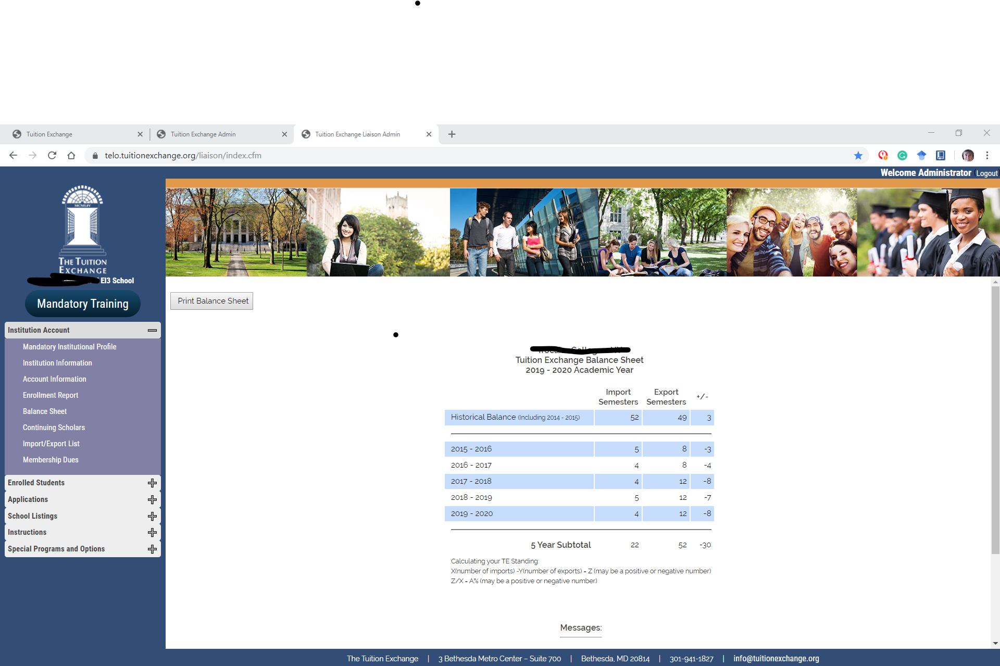 Tuition Exchange
Tuition Exchange Admin
Tuition Exchange Liaison Admin
telo.tuitionexchange.org/liaison/index.cfm
Welcome Administrator (Logout)
MCMLIV
THE TUITION
EXCHANGE
EI3 School
Mandatory Training
Institution Account
Mandatory Institutional Profile
Institution Information
Account Information
Enrollment Report
Balance Sheet
Continuing Scholars
Import/Export List
Membership Dues
Enrolled Students
Applications
School Listings
Instructions
Special Programs and Options
Print Balance Sheet
Tuition Exchange Balance Sheet
2019 - 2020 Academic Year
Import Semesters Export Semesters +/-
Historical Balance (Including 2014 - 2015) 52 49 3
2015 - 2016 5 8 -3
2016 - 2017 4 8 -4
2017 - 2018 4 12 -8
2018 - 2019 5 12 -7
2019 - 2020 4 12 -8
5 Year Subtotal 22 52 -30
Calculating your TE Standing:
X(number of imports) -Y(number of exports) = Z (may be a positive or negative number)
Z/X = A% (may be a positive or negative number)
Messages:
The Tuition Exchange | 3 Bethesda Metro Center – Suite 700 | Bethesda, MD 20814 | 301-941-1827 | info@tuitionexchange.org